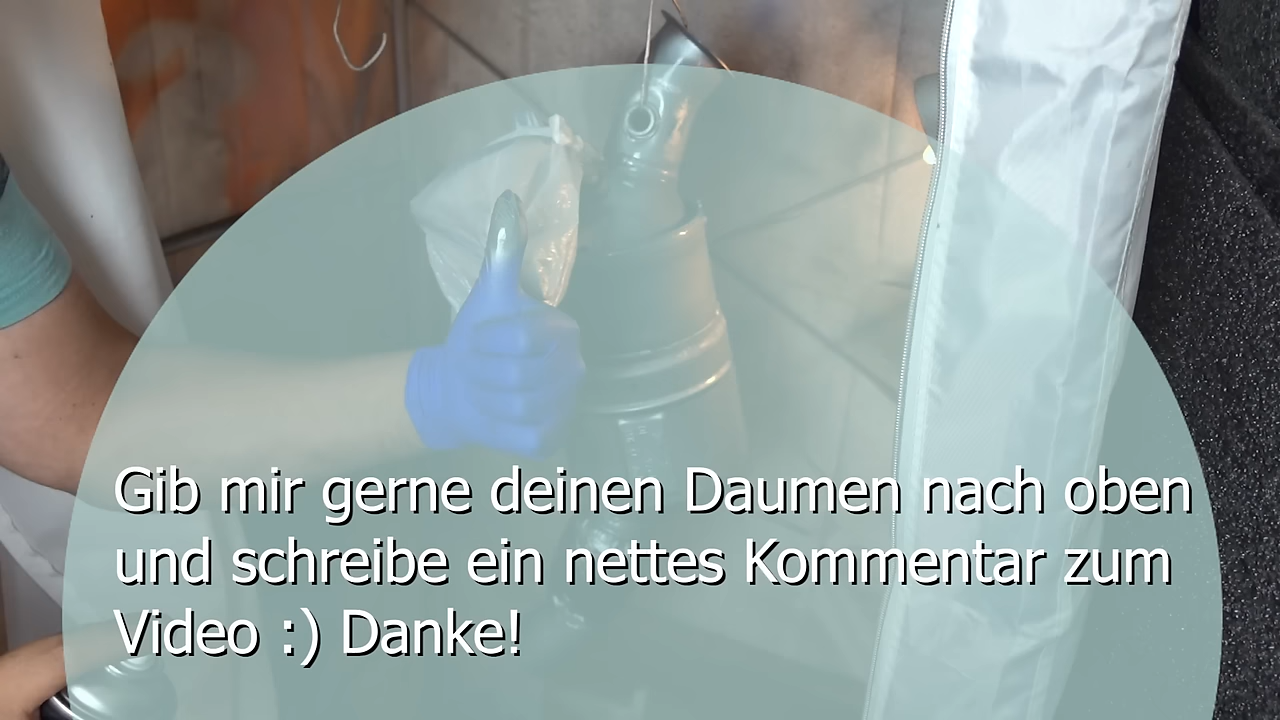 Gib mir gerne deinen Daumen nach oben
und schreibe ein nettes Kommentar zum
Video :) Danke!